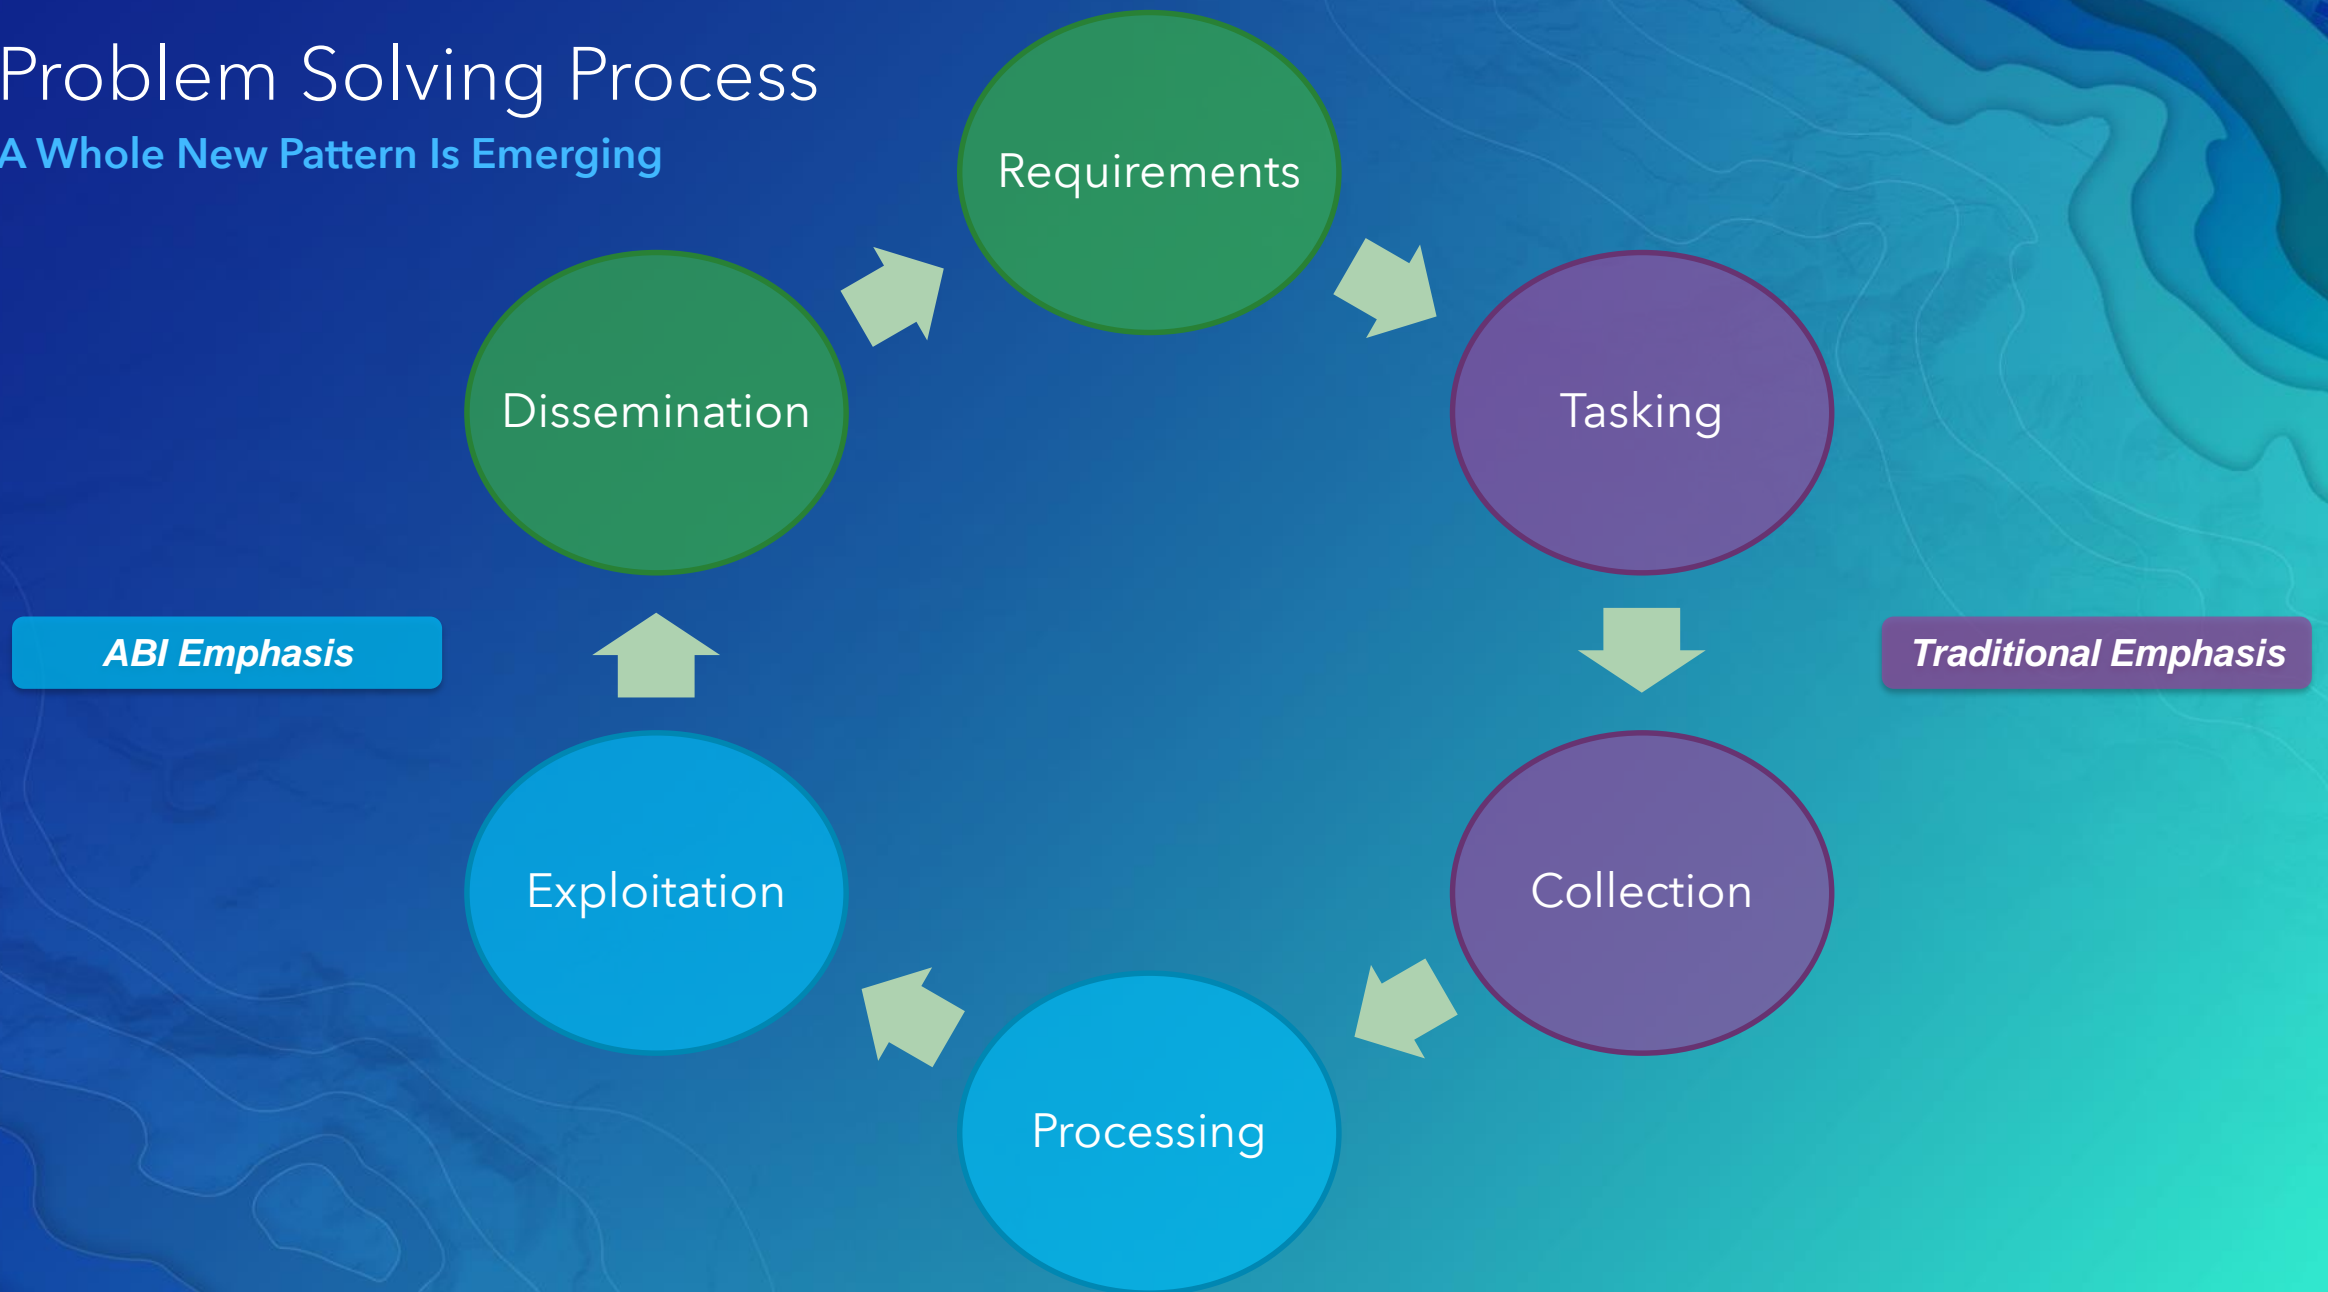 Problem Solving Process
A Whole New Pattern Is Emerging
Requirements
Dissemination
Tasking
ABI Emphasis
Traditional Emphasis
Exploitation
Collection
Processing